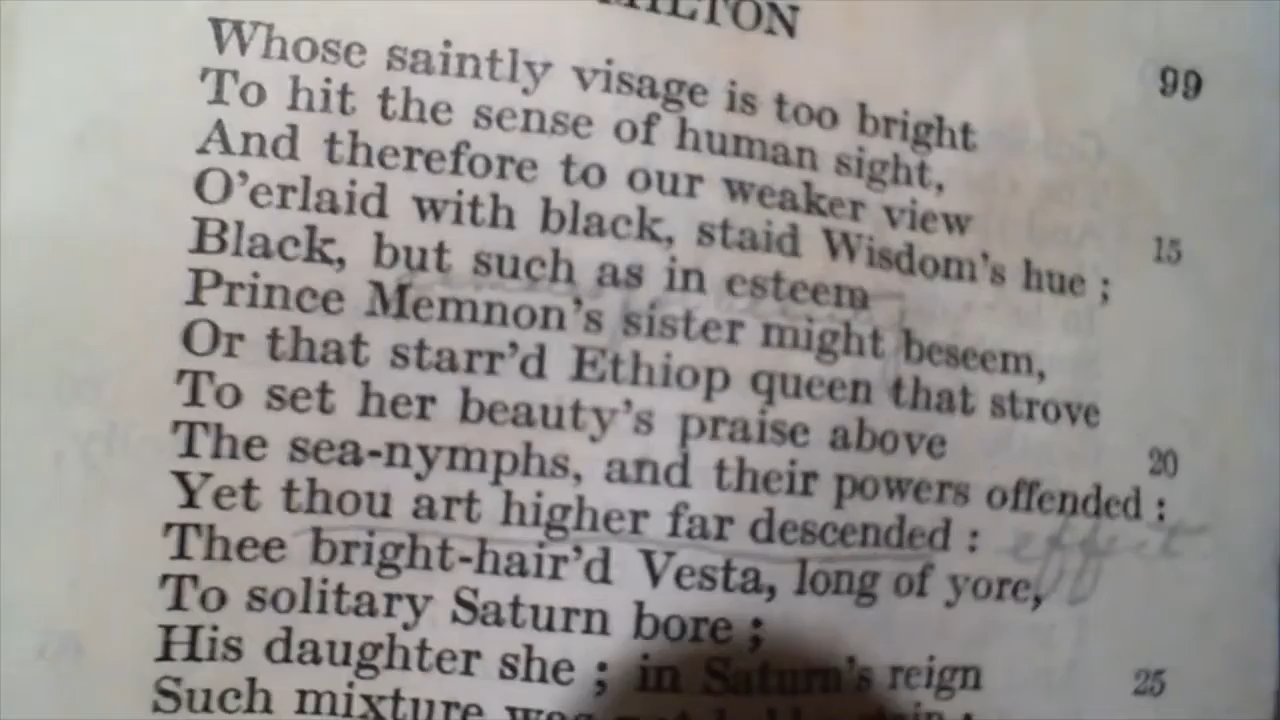 MILTON
99
Whose saintly visage is too bright
To hit the sense of human sight,
And therefore to our weaker view
O'erlaid with black, staid Wisdom's hue ; 15
Black, but such as in esteem
Prince Memnon's sister might beseem,
Or that starr'd Ethiop queen that strove
To set her beauty's praise above
The sea-nymphs, and their powers offended : 20
Yet thou art higher far descended : effect
Thee bright-hair'd Vesta, long of yore,
To solitary Saturn bore ;
His daughter she ; in Saturn's reign 25
Such mixture was